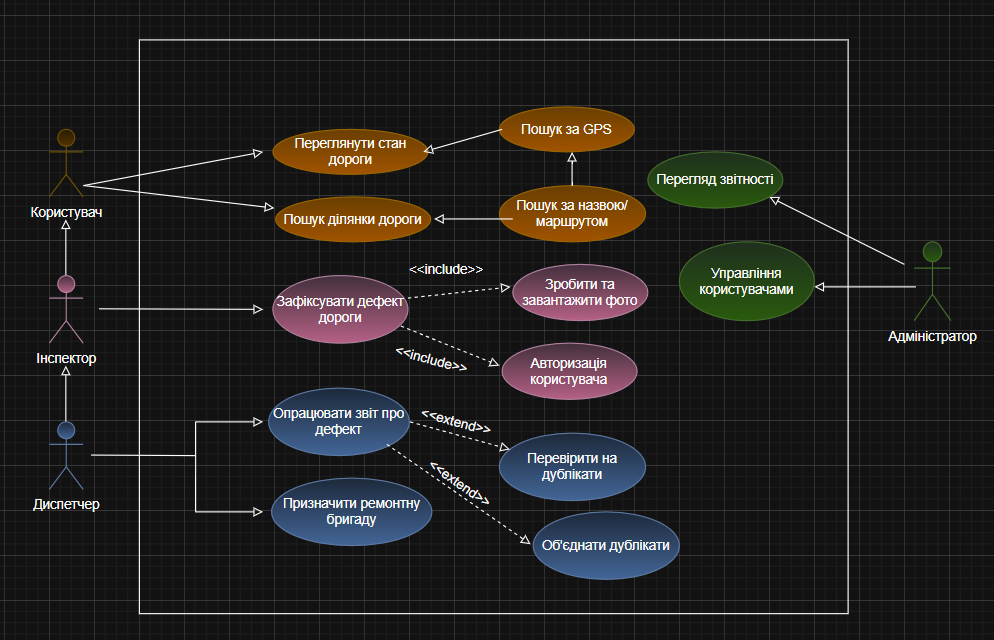 Переглянути стан
дороги
Пошук за GPS
Користувач
Пошук ділянки дороги
Пошук за назвою/
маршрутом
Перегляд звітності
Управління
користувачами
Адміністратор
<<include>>
Зафіксувати дефект
дороги
Зробити та
завантажити фото
Інспектор
<<include>>
Авторизація
користувача
Опрацювати звіт про
дефект
<<extend>>
Перевірити на
дублікати
<<extend>>
Диспетчер
Призначити ремонтну
бригаду
Об'єднати дублікати